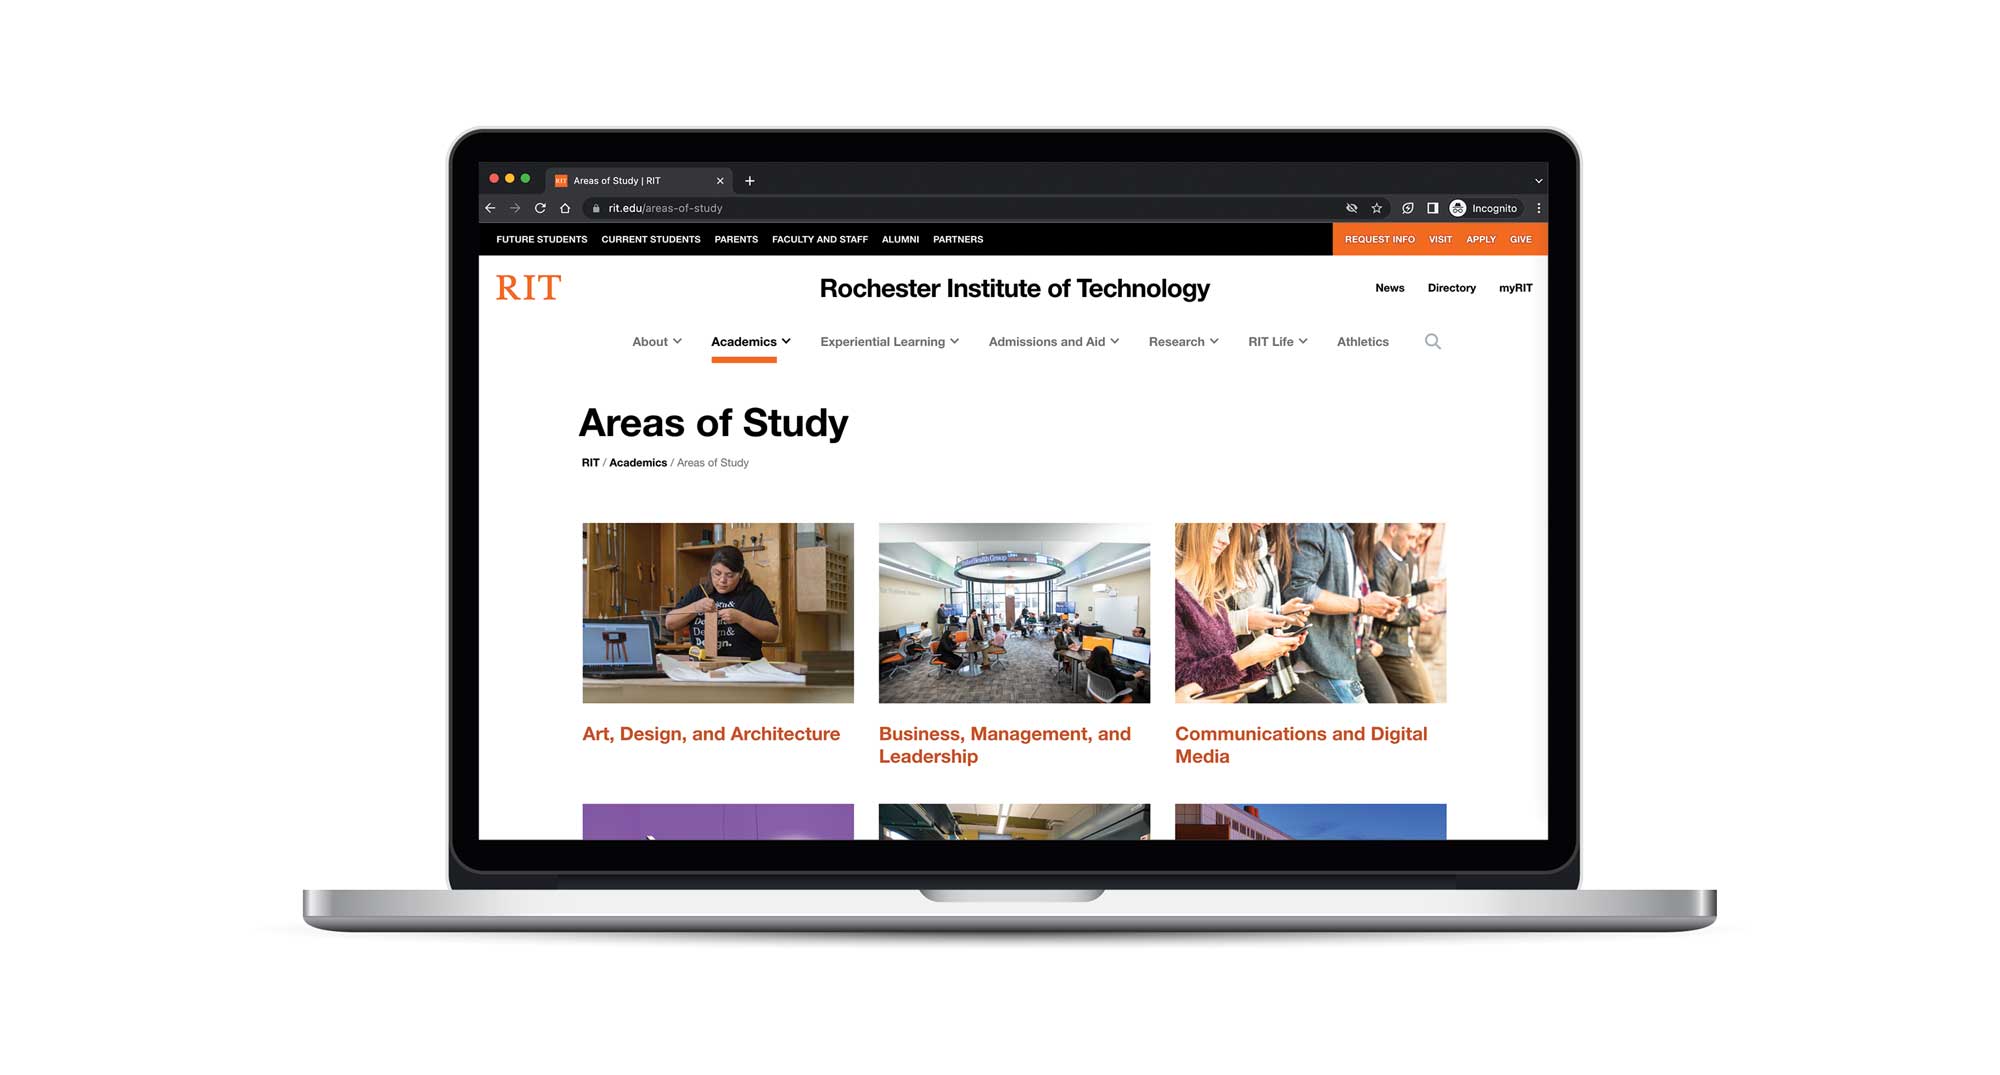 RIT Areas of Study | RIT
rit.edu/areas-of-study Incognito
FUTURE STUDENTS CURRENT STUDENTS PARENTS FACULTY AND STAFF ALUMNI PARTNERS REQUEST INFO VISIT APPLY GIVE
RIT Rochester Institute of Technology News Directory myRIT
About Academics Experiential Learning Admissions and Aid Research RIT Life Athletics
Areas of Study
RIT / Academics / Areas of Study
Design&
Design.
Art, Design, and Architecture
Business, Management, and
Leadership
Communications and Digital
Media